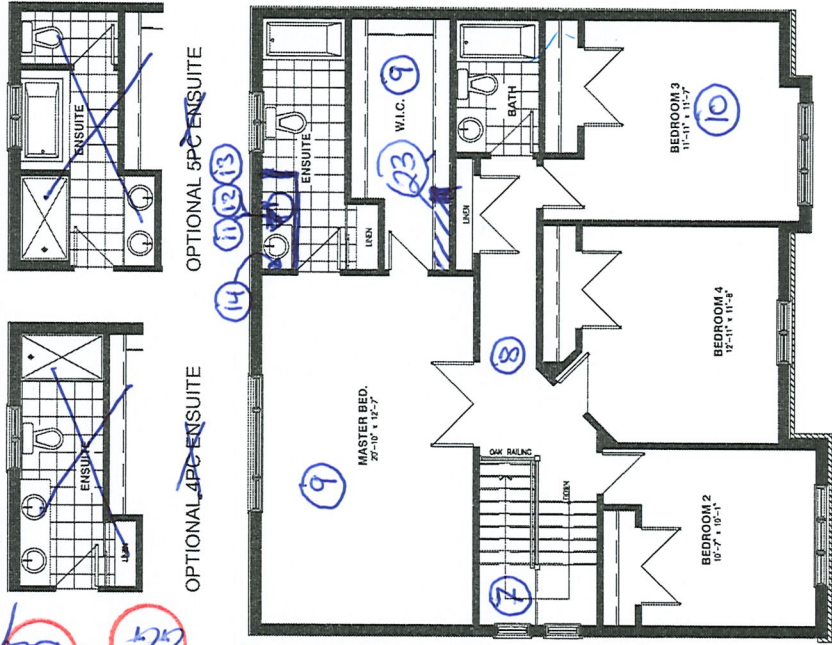 ENSUITE
OPTIONAL 5PC ENSUITE
ENSUITE
LINEN
OPTIONAL 4PC ENSUITE
11 12 13
14
ENSUITE
LINEN
W.I.C.
9
23
BATH
LINEN
BEDROOM 3
11'-11" x 11'-7"
10
MASTER BED.
20'-10" x 12'-7"
9
8
BEDROOM 4
12'-11" x 11'-8"
OAK RAILING
DOWN
7
BEDROOM 2
10'-7" x 10'-1"
22